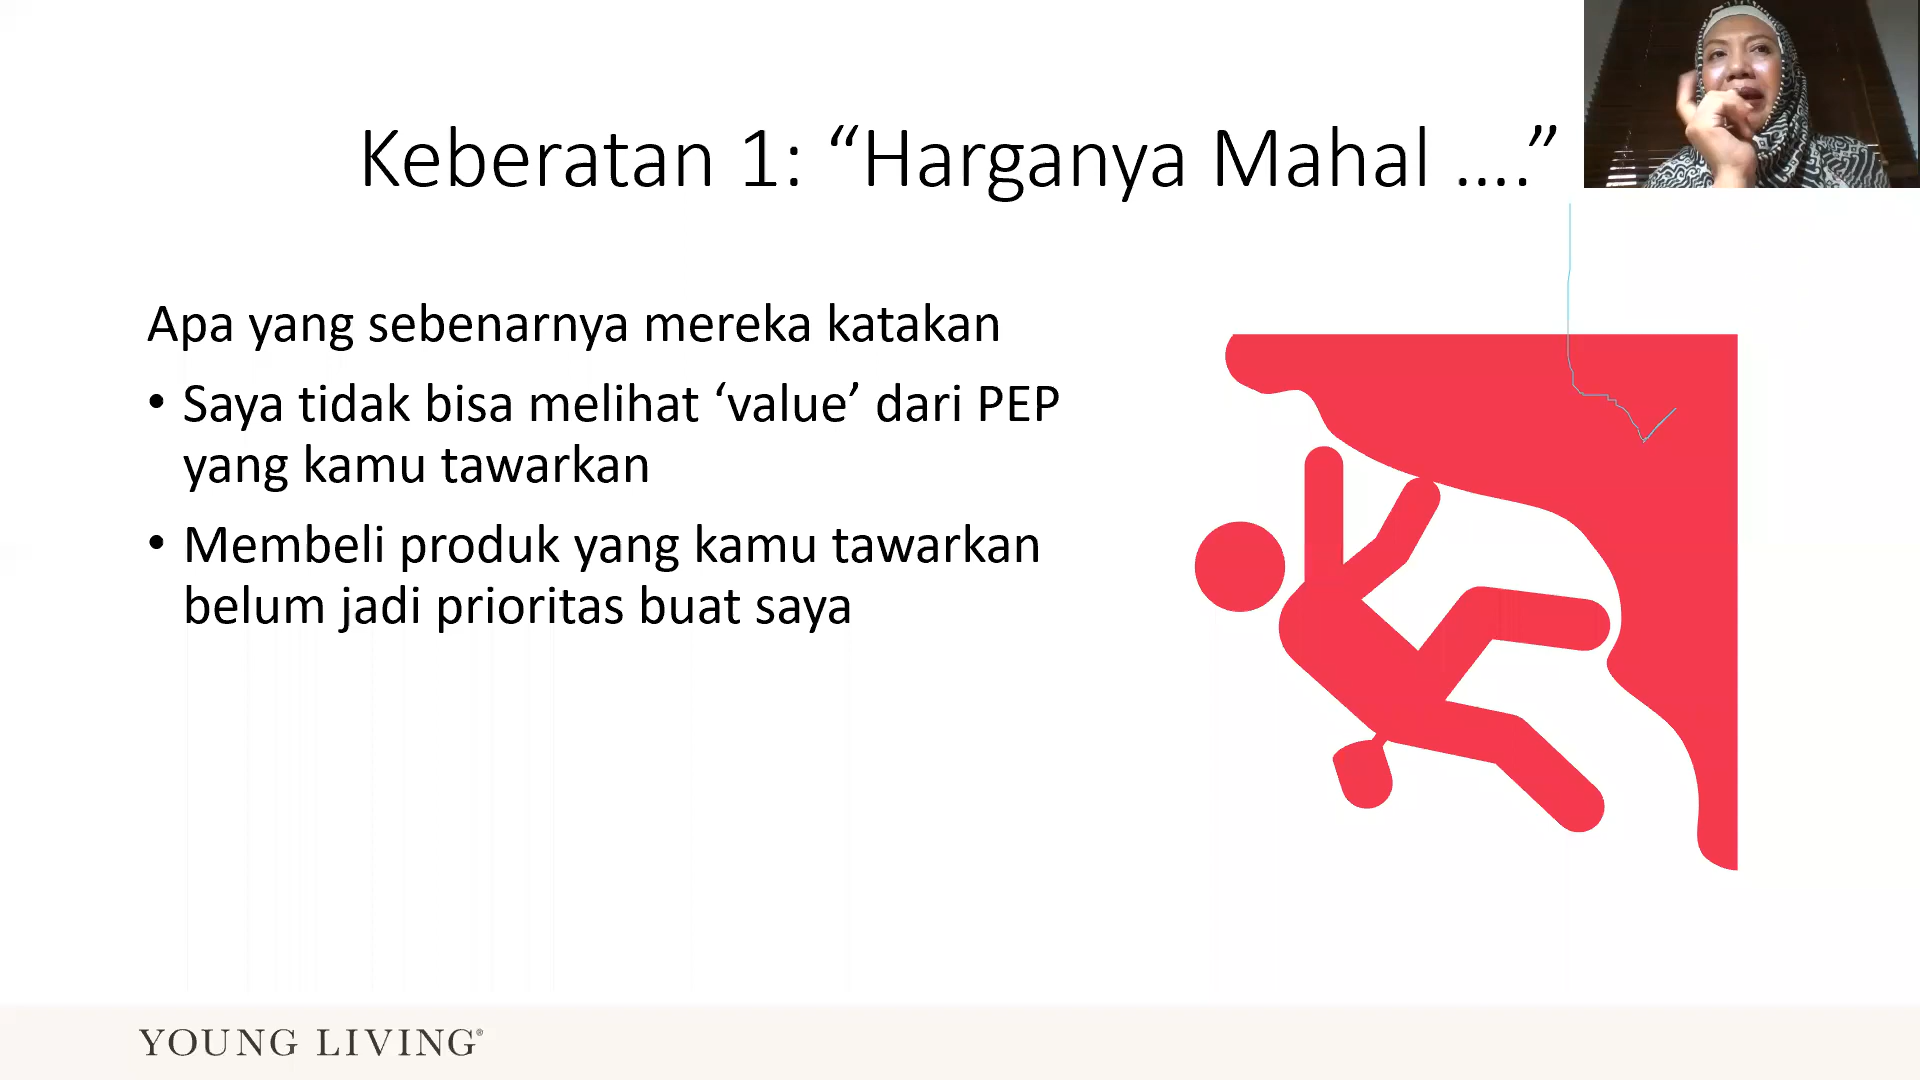 Keberatan 1: “Harganya Mahal ....”
Apa yang sebenarnya mereka katakan
• Saya tidak bisa melihat ‘value’ dari PEP
yang kamu tawarkan
• Membeli produk yang kamu tawarkan
belum jadi prioritas buat saya
YOUNG LIVING®